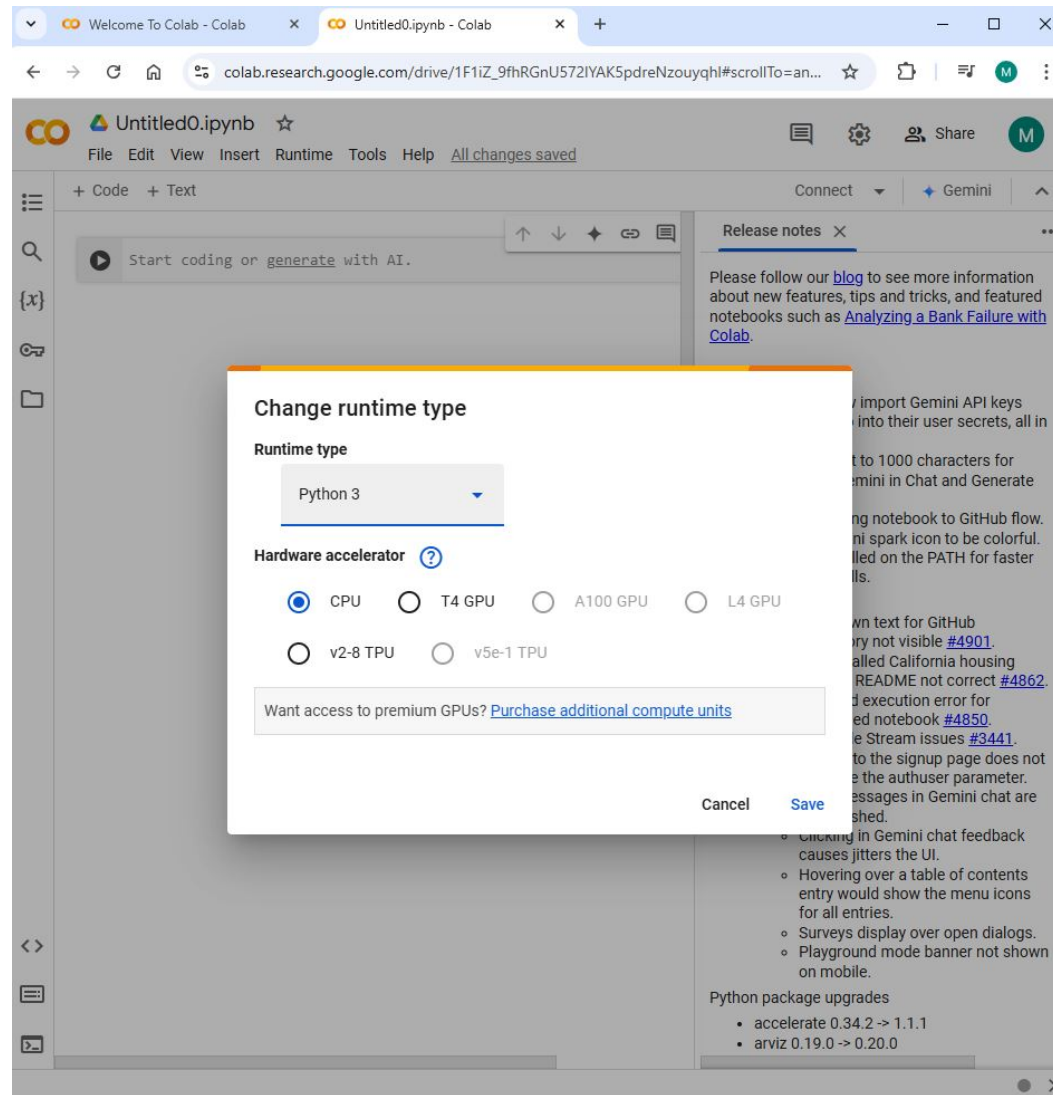 Welcome To Colab - Colab
Untitled0.ipynb - Colab
colab.research.google.com/drive/1F1iZ_9fhRGnU572IYAK5pdreNzouyqhl#scrollTo=an...
M
Untitled0.ipynb
Share
M
File Edit View Insert Runtime Tools Help All changes saved
+ Code + Text
Connect
Gemini
Start coding or generate with AI.
{x}
Change runtime type
Runtime type
Python 3
Hardware accelerator
CPU T4 GPU A100 GPU L4 GPU
v2-8 TPU v5e-1 TPU
Want access to premium GPUs? Purchase additional compute units
Cancel Save
Release notes
Please follow our blog to see more information
about new features, tips and tricks, and featured
notebooks such as Analyzing a Bank Failure with
Colab.
import Gemini API keys
into their user secrets, all in
t to 1000 characters for
emini in Chat and Generate
ng notebook to GitHub flow.
ni spark icon to be colorful.
lled on the PATH for faster
lls.
wn text for GitHub
ory not visible #4901.
alled California housing
README not correct #4862.
d execution error for
ed notebook #4850.
e Stream issues #3441.
to the signup page does not
e the authuser parameter.
essages in Gemini chat are
shed.
Clicking in Gemini chat feedback
causes jitters the UI.
Hovering over a table of contents
entry would show the menu icons
for all entries.
Surveys display over open dialogs.
Playground mode banner not shown
on mobile.
Python package upgrades
accelerate 0.34.2 -> 1.1.1
arviz 0.19.0 -> 0.20.0